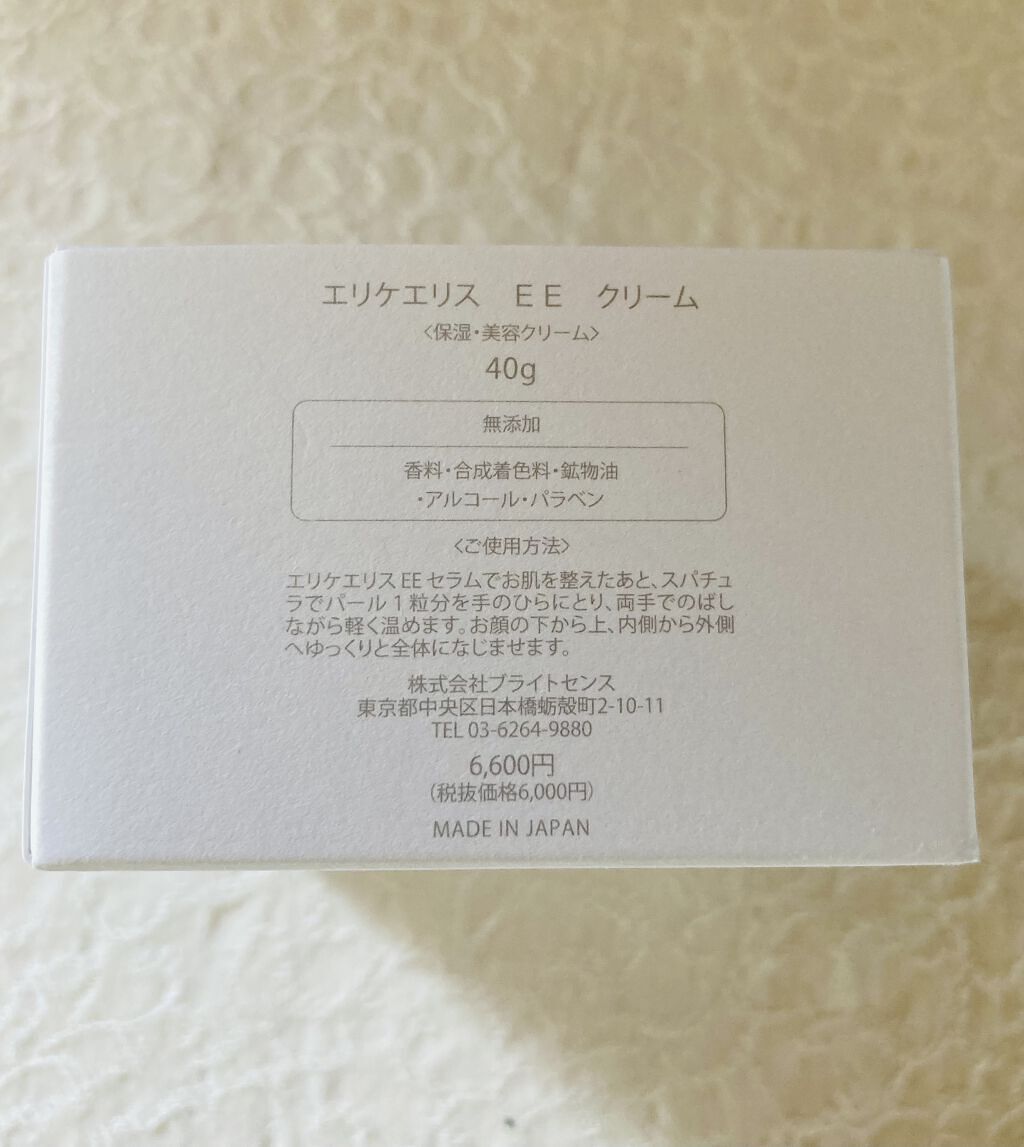 エリケエリス　ＥＥ　クリーム
〈保湿・美容クリーム〉
40g
無添加
香料・合成着色料・鉱物油
・アルコール・パラベン
〈ご使用方法〉
エリケエリス EE セラムでお肌を整えたあと、スパチュ
ラでパール 1 粒分を手のひらにとり、両手でのばし
ながら軽く温めます。お顔の下から上、内側から外側
へゆっくりと全体になじませます。
株式会社ブライトセンス
東京都中央区日本橋蛎殻町2-10-11
TEL 03-6264-9880
6,600円
（税抜価格6,000円）
MADE IN JAPAN